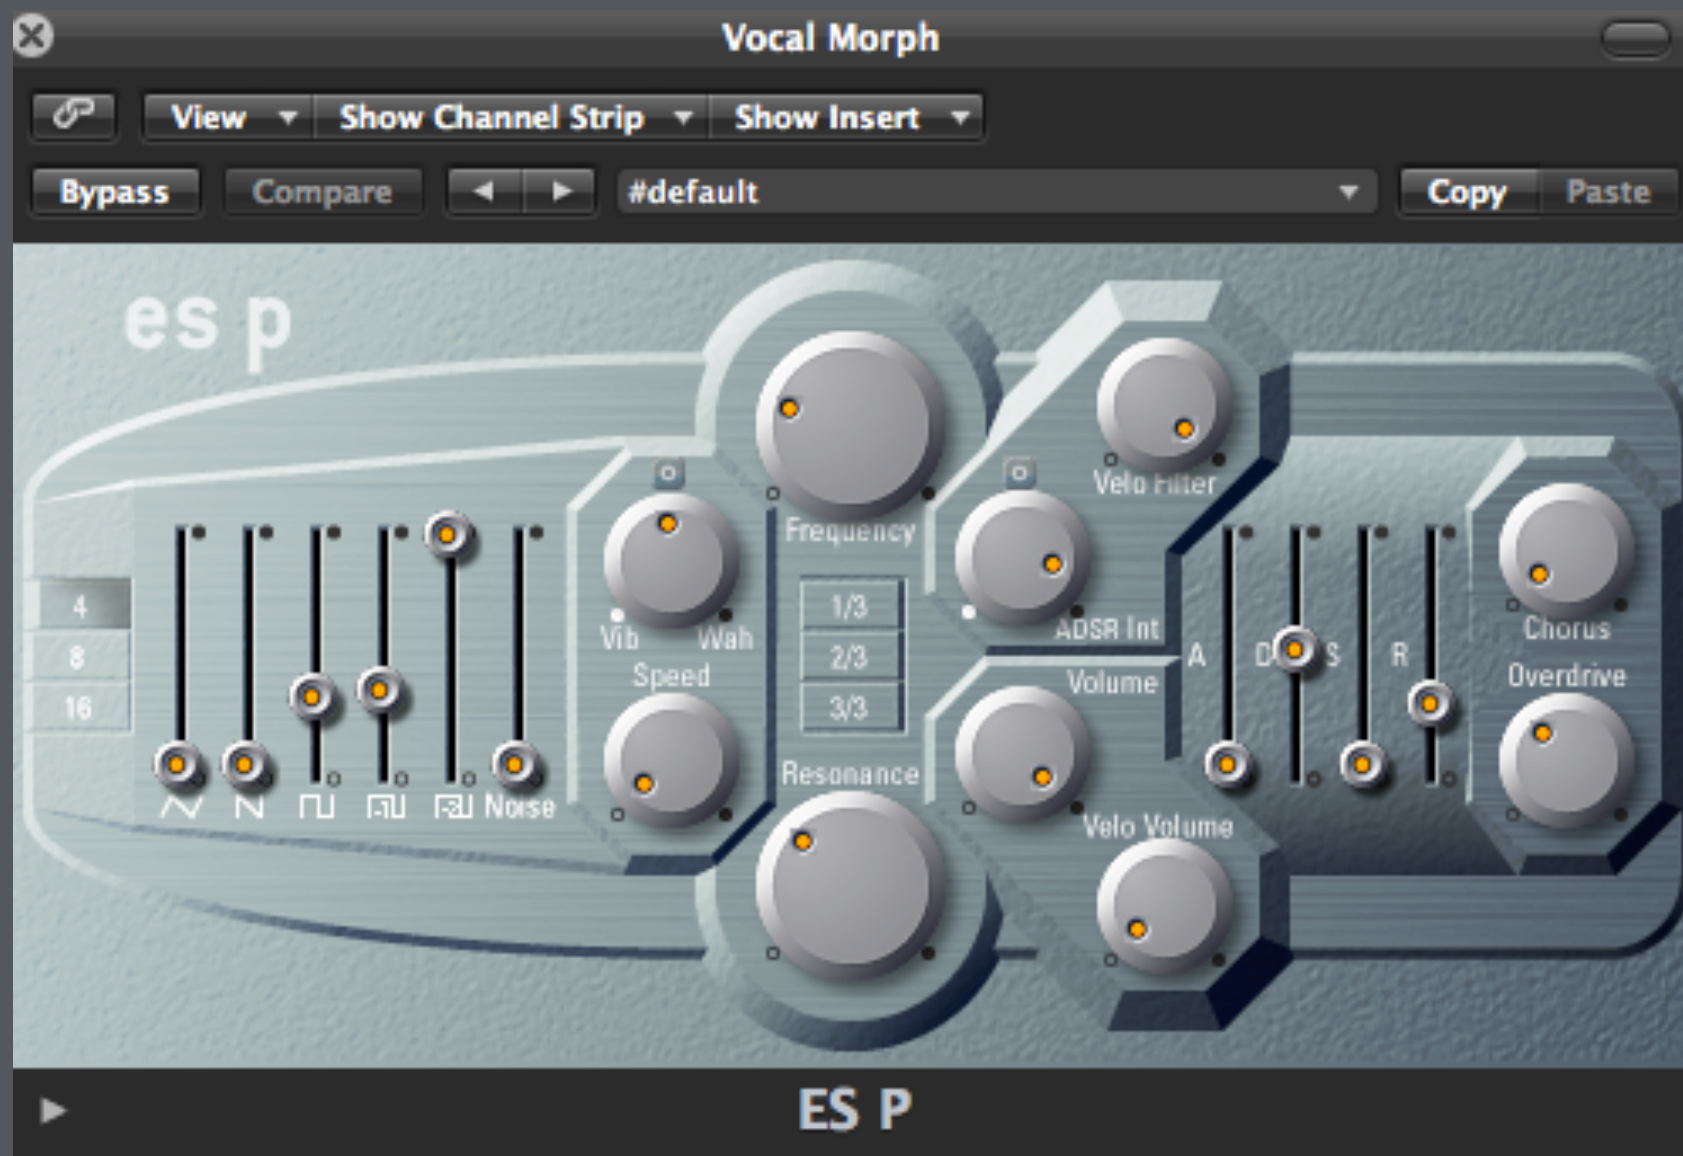 Vocal Morph
View Show Channel Strip Show Insert
Bypass Compare #default Copy Paste
es p
Velo Filter
Frequency
4
8
16
1/3
2/3
3/3
Vib Wah
ADSR Int
A D S R
Chorus
Speed
Volume
Overdrive
Resonance
-1
-2
Noise
Velo Volume
ES P